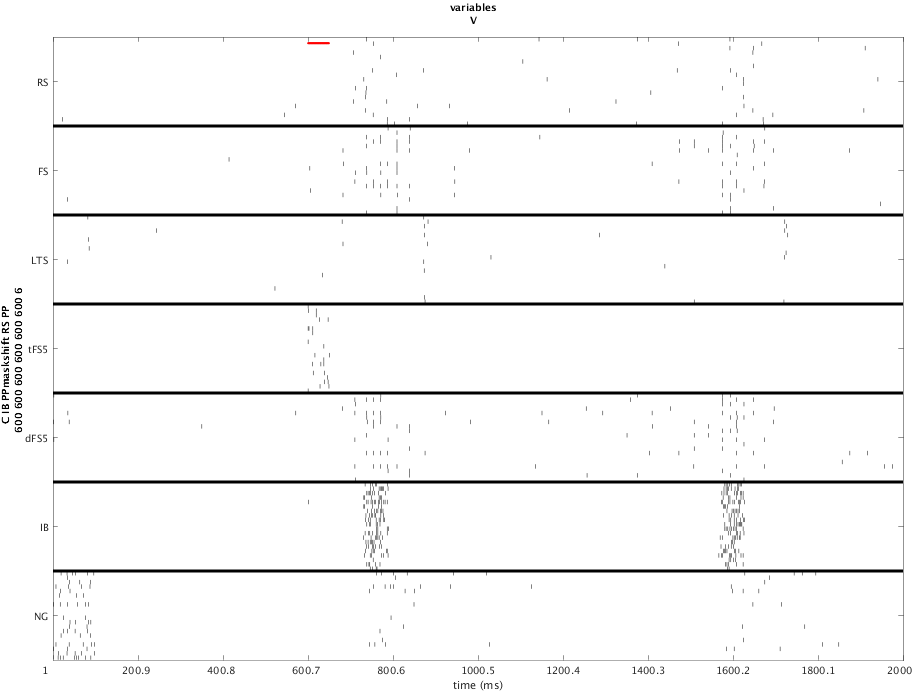 variables
V
C IB PPmaskshift RS PP
600 600 600 600 600 600 600 6
RS
FS
LTS
tFS5
dFS5
IB
NG
1 200.9 400.8 600.7 800.6 1000.5 1200.4 1400.3 1600.2 1800.1 2000
time (ms)